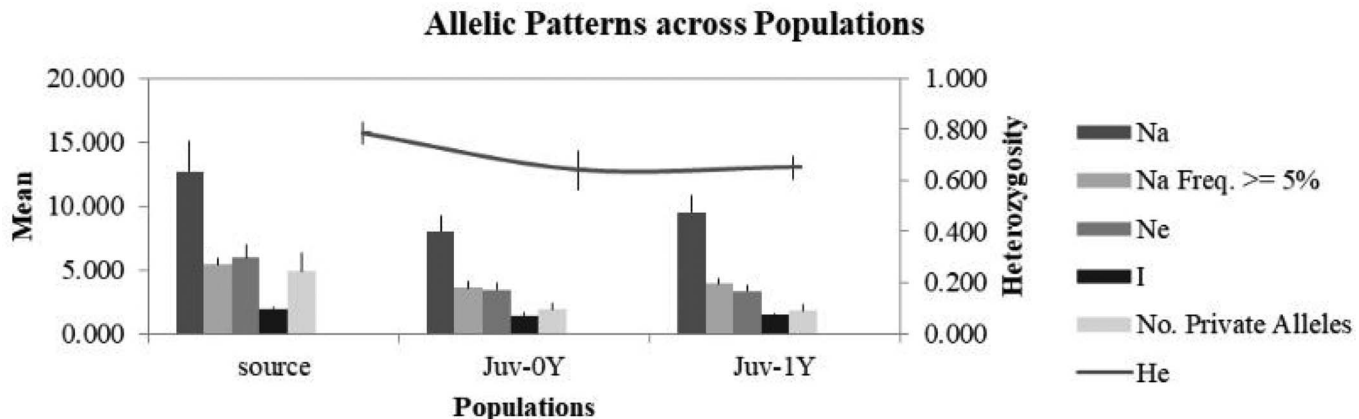 Allelic Patterns across Populations
20.000
15.000
10.000
5.000
0.000
Mean
source
Juv-0Y
Juv-1Y
Populations
1.000
0.800
0.600
0.400
0.200
0.000
Heterozygosity
Na
Na Freq. >= 5%
Ne
I
No. Private Alleles
He